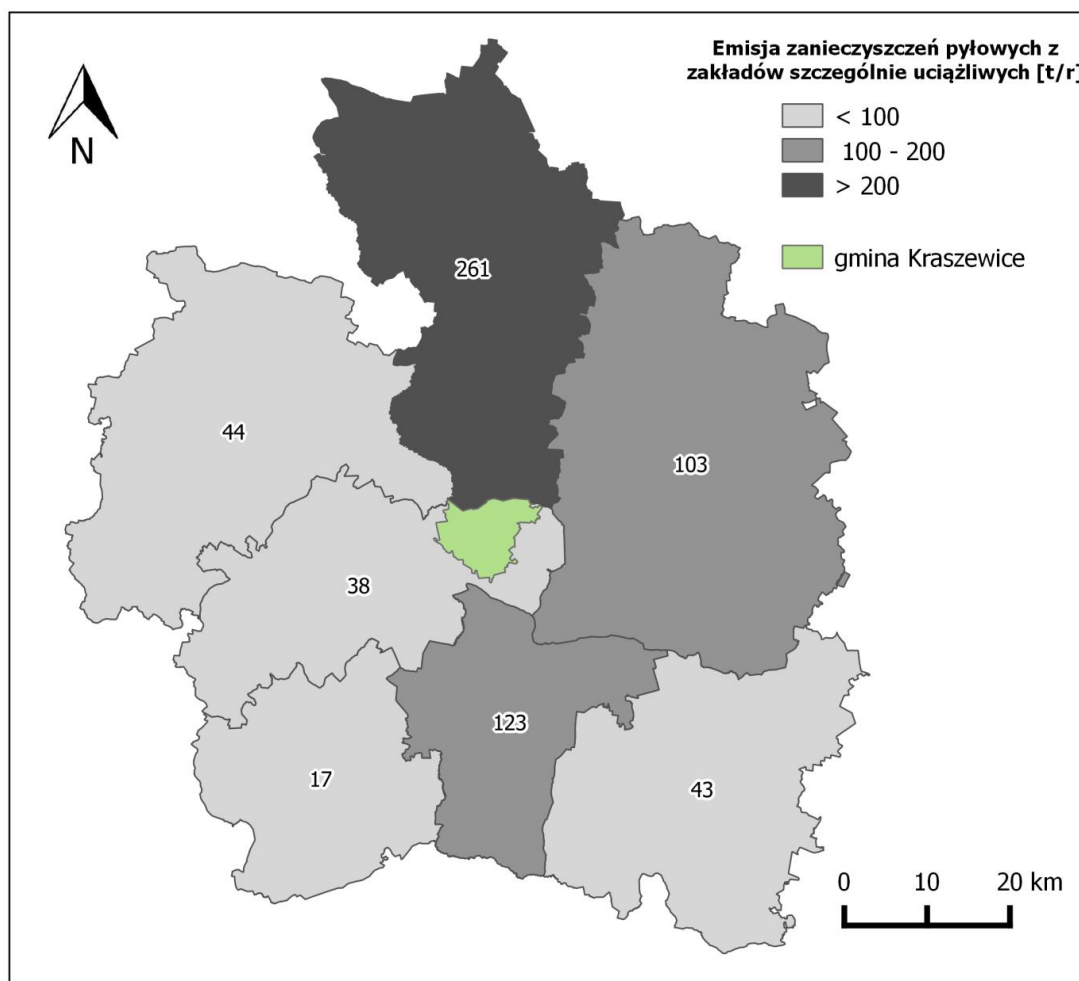 Emisja zanieczyszczeń pyłowych z
zakładów szczególnie uciążliwych [t/r]
< 100
100 - 200
> 200
gmina Kraszewice
N
261
44
103
38
123
17
43
0 10 20 km